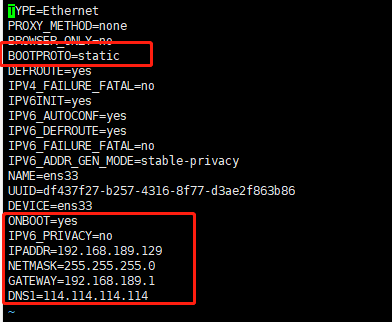 TYPE=Ethernet
PROXY_METHOD=none
BROWSER_ONLY=no
BOOTPROTO=static
DEFROUTE=yes
IPV4_FAILURE_FATAL=no
IPV6INIT=yes
IPV6_AUTOCONF=yes
IPV6_DEFROUTE=yes
IPV6_FAILURE_FATAL=no
IPV6_ADDR_GEN_MODE=stable-privacy
NAME=ens33
UUID=df437f27-b257-4316-8f77-d3ae2f863b86
DEVICE=ens33
ONBOOT=yes
IPV6_PRIVACY=no
IPADDR=192.168.189.129
NETMASK=255.255.255.0
GATEWAY=192.168.189.1
DNS1=114.114.114.114
~